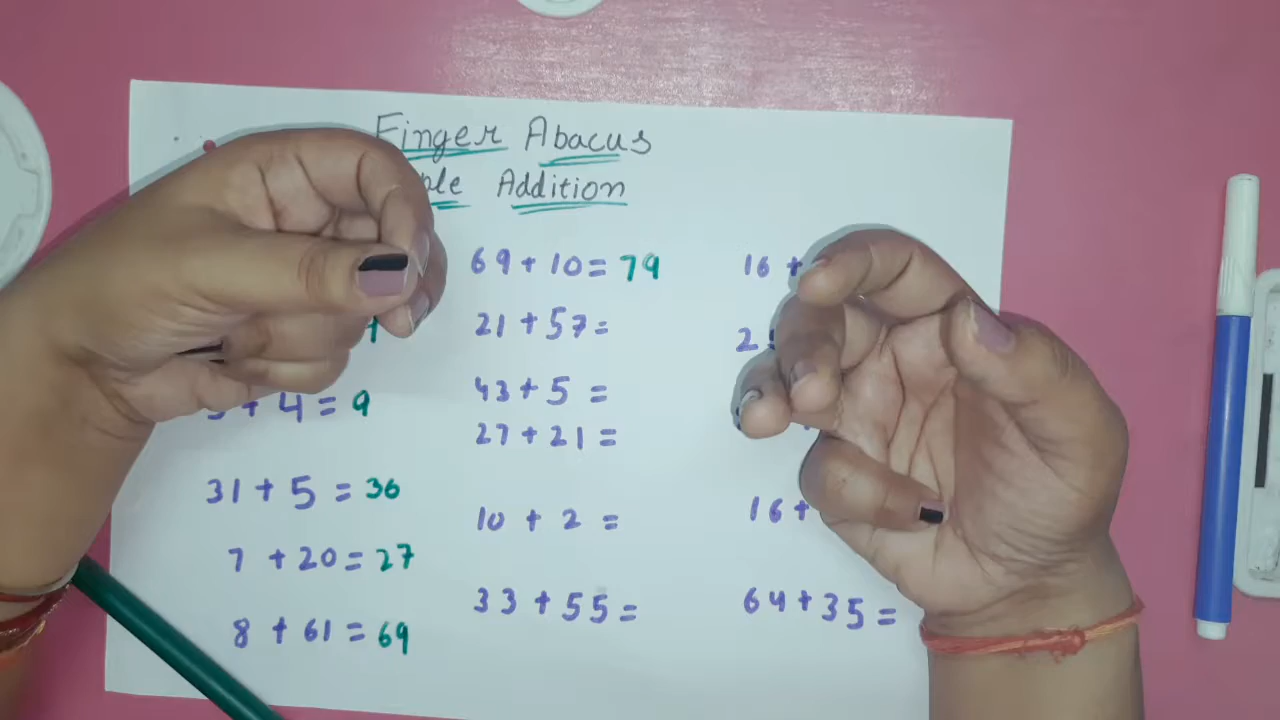 Finger Abacus
Addition
+ 4 = 9
31 + 5 = 36
7 + 20 = 27
8 + 61 = 69
69 + 10 = 79
21 + 57 =
43 + 5 =
27 + 21 =
10 + 2 =
33 + 55 =
16 +
16 +
64 + 35 =